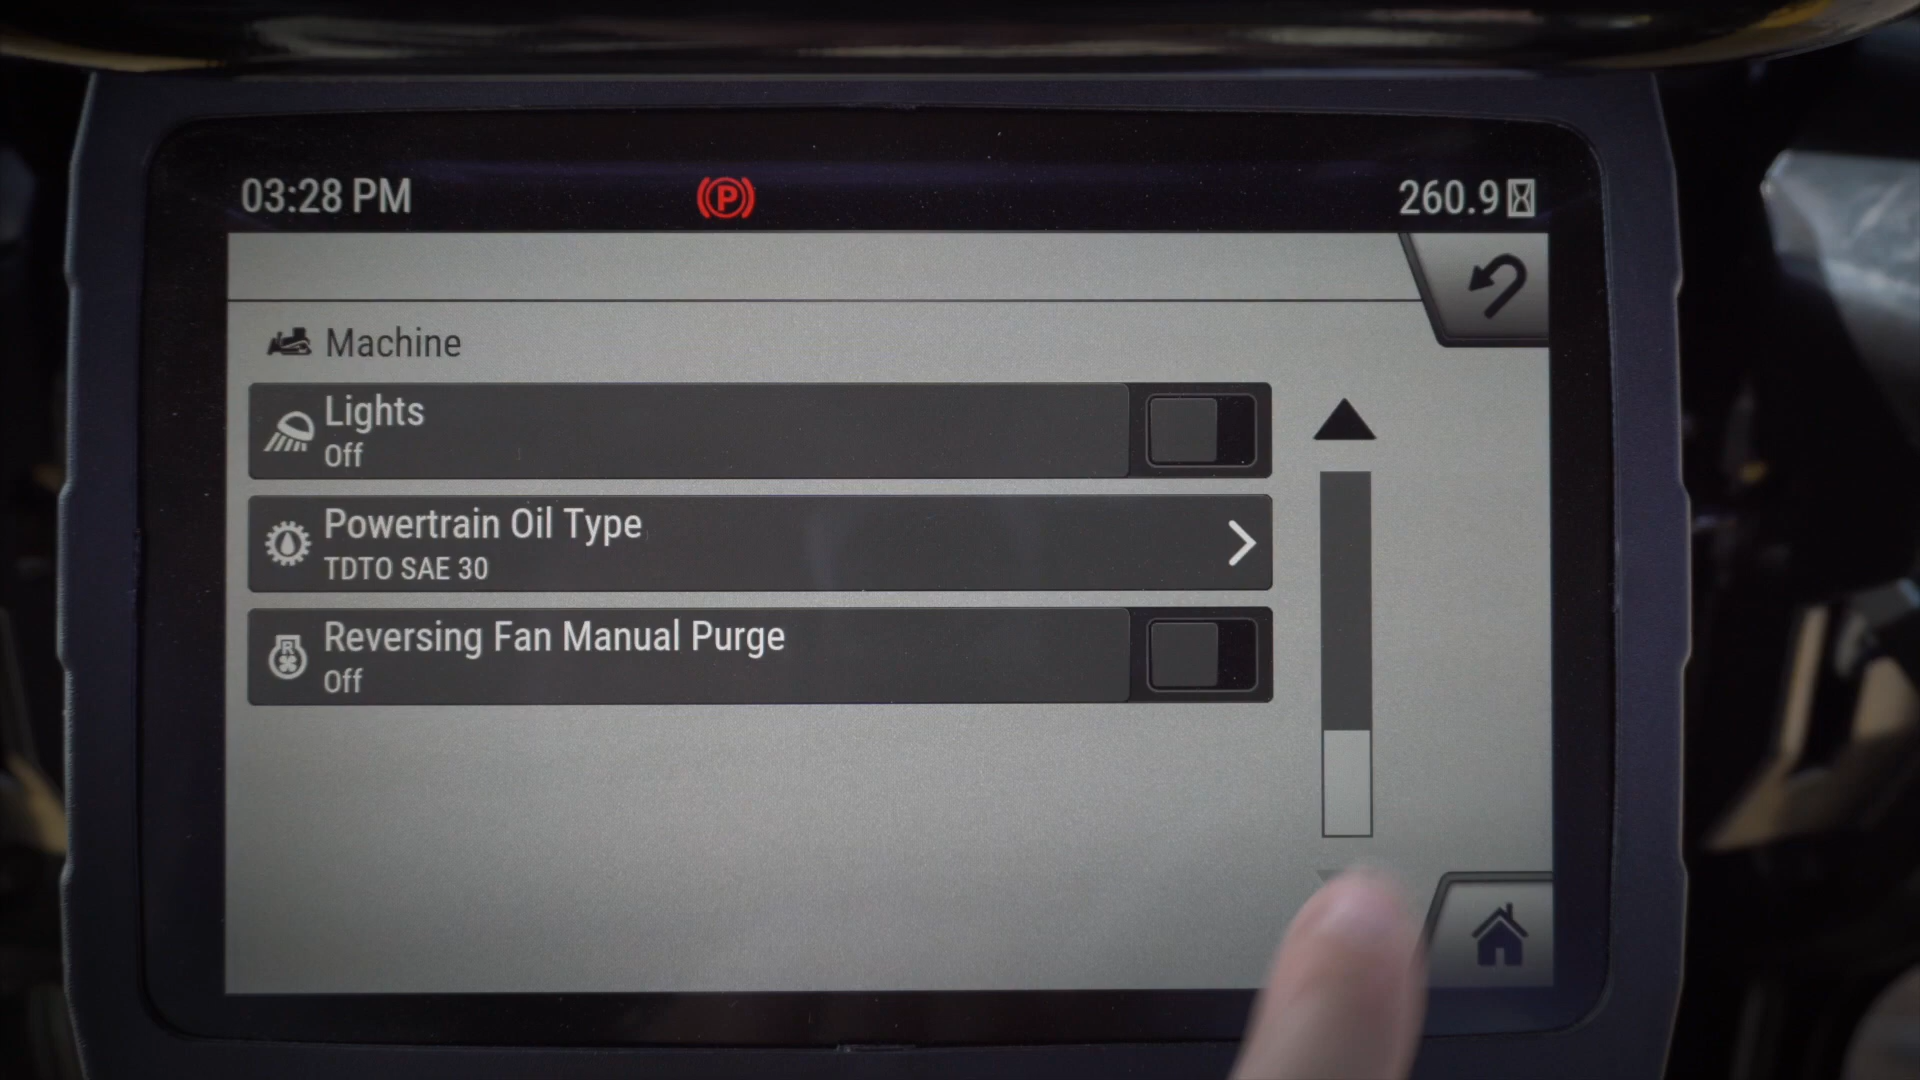 03:28 PM
P
260.9
Machine
Lights
Off
Powertrain Oil Type
TDTO SAE 30
R
Reversing Fan Manual Purge
Off